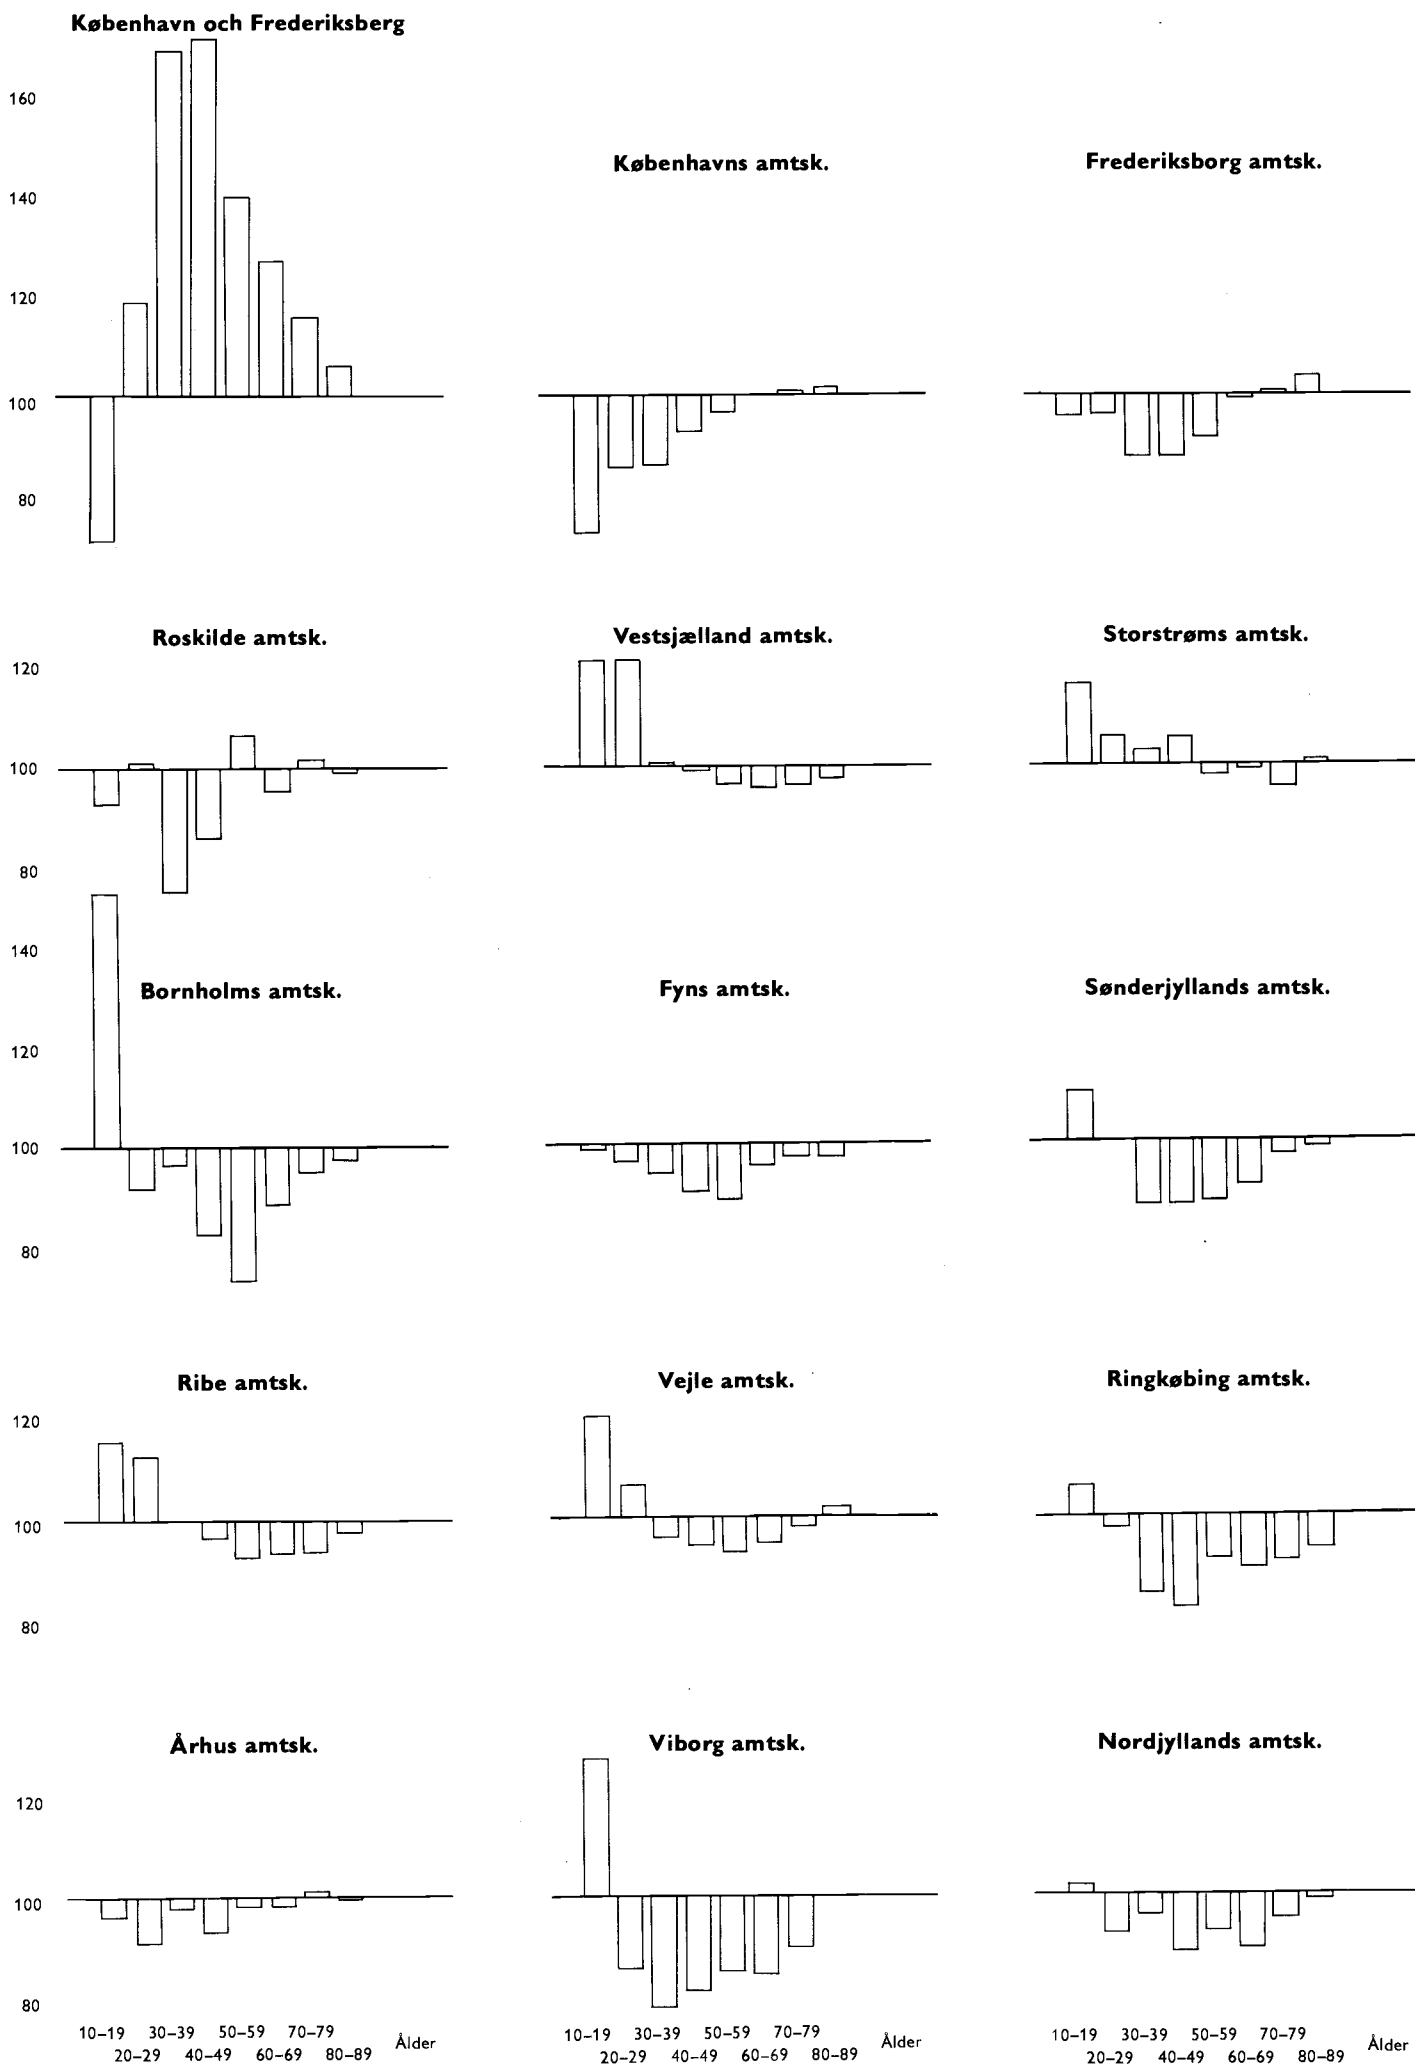 København och Frederiksberg
160
Københavns amtsk.
Frederiksborg amtsk.
140
120
100
80
Roskilde amtsk.
Vestsjælland amtsk.
Storstrøms amtsk.
120
100
80
140
Bornholms amtsk.
Fyns amtsk.
Sønderjyllands amtsk.
120
100
80
Ribe amtsk.
Vejle amtsk.
Ringkøbing amtsk.
120
100
80
Århus amtsk.
Viborg amtsk.
Nordjyllands amtsk.
120
100
80
10–19 30–39 50–59 70–79 Ålder
20–29 40–49 60–69 80–89
10–19 30–39 50–59 70–79 Ålder
20–29 40–49 60–69 80–89
10–19 30–39 50–59 70–79 Ålder
20–29 40–49 60–69 80–89